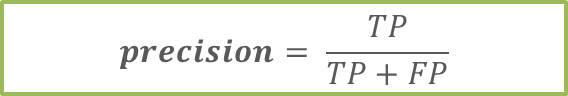 precision = TP / TP + FP